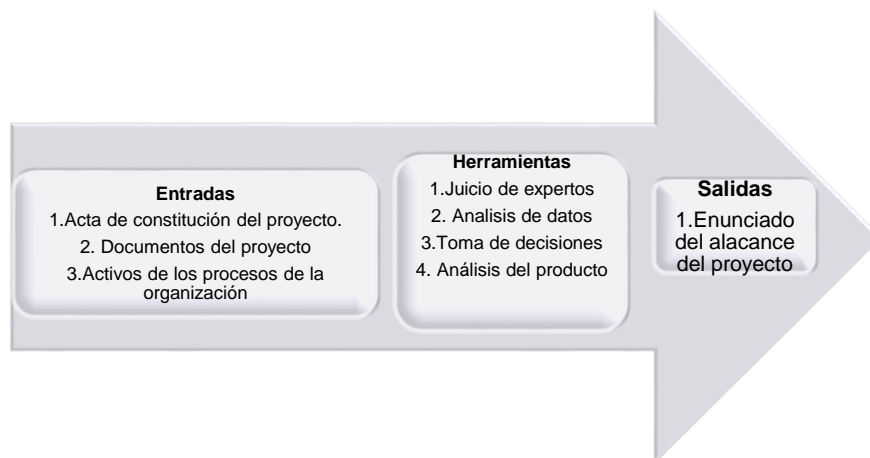 Entradas
1.Acta de constitución del proyecto.
2. Documentos del proyecto
3.Activos de los procesos de la
organización
Herramientas
1.Juicio de expertos
2. Analisis de datos
3.Toma de decisiones
4. Análisis del producto
Salidas
1.Enunciado
del alacance
del proyecto